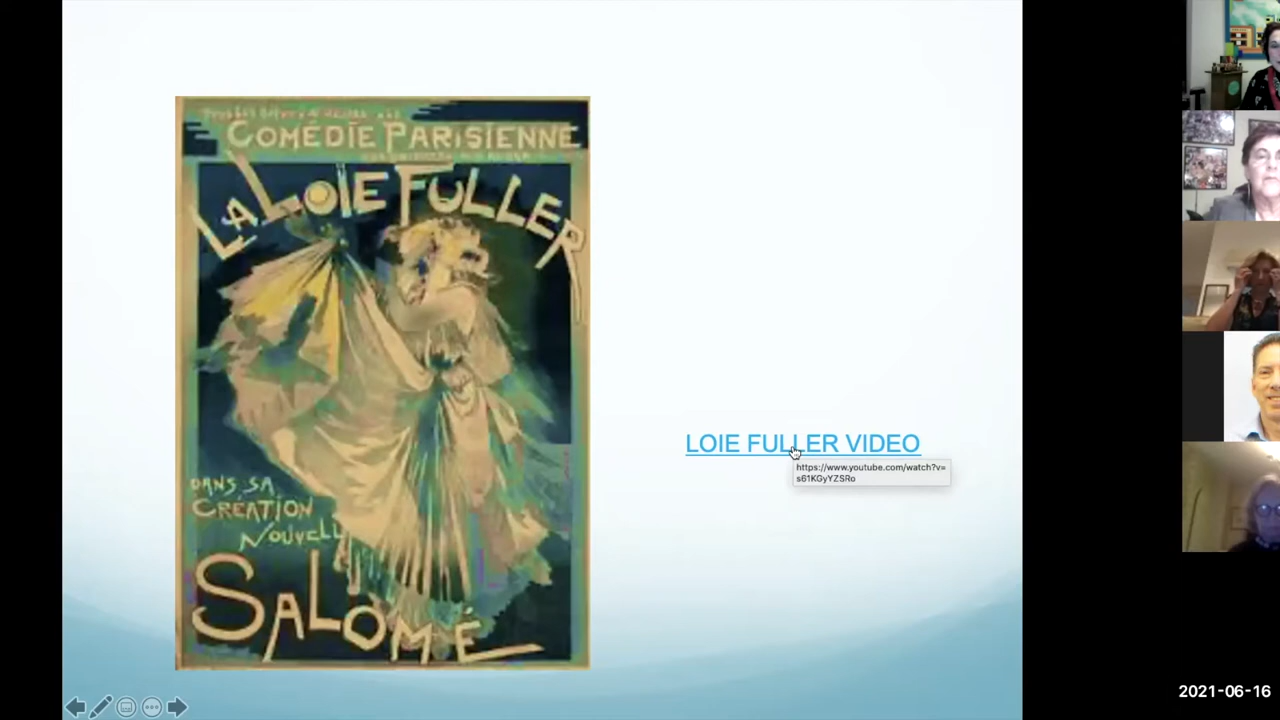 COMÉDIE PARISIENNE
LA LOÏE FULLER
DANS SA
CRÉATION
NOUVELLE
SALOMÉ
LOIE FULLER VIDEO
https://www.youtube.com/watch?v=
s61KGyYZSRo
2021-06-16